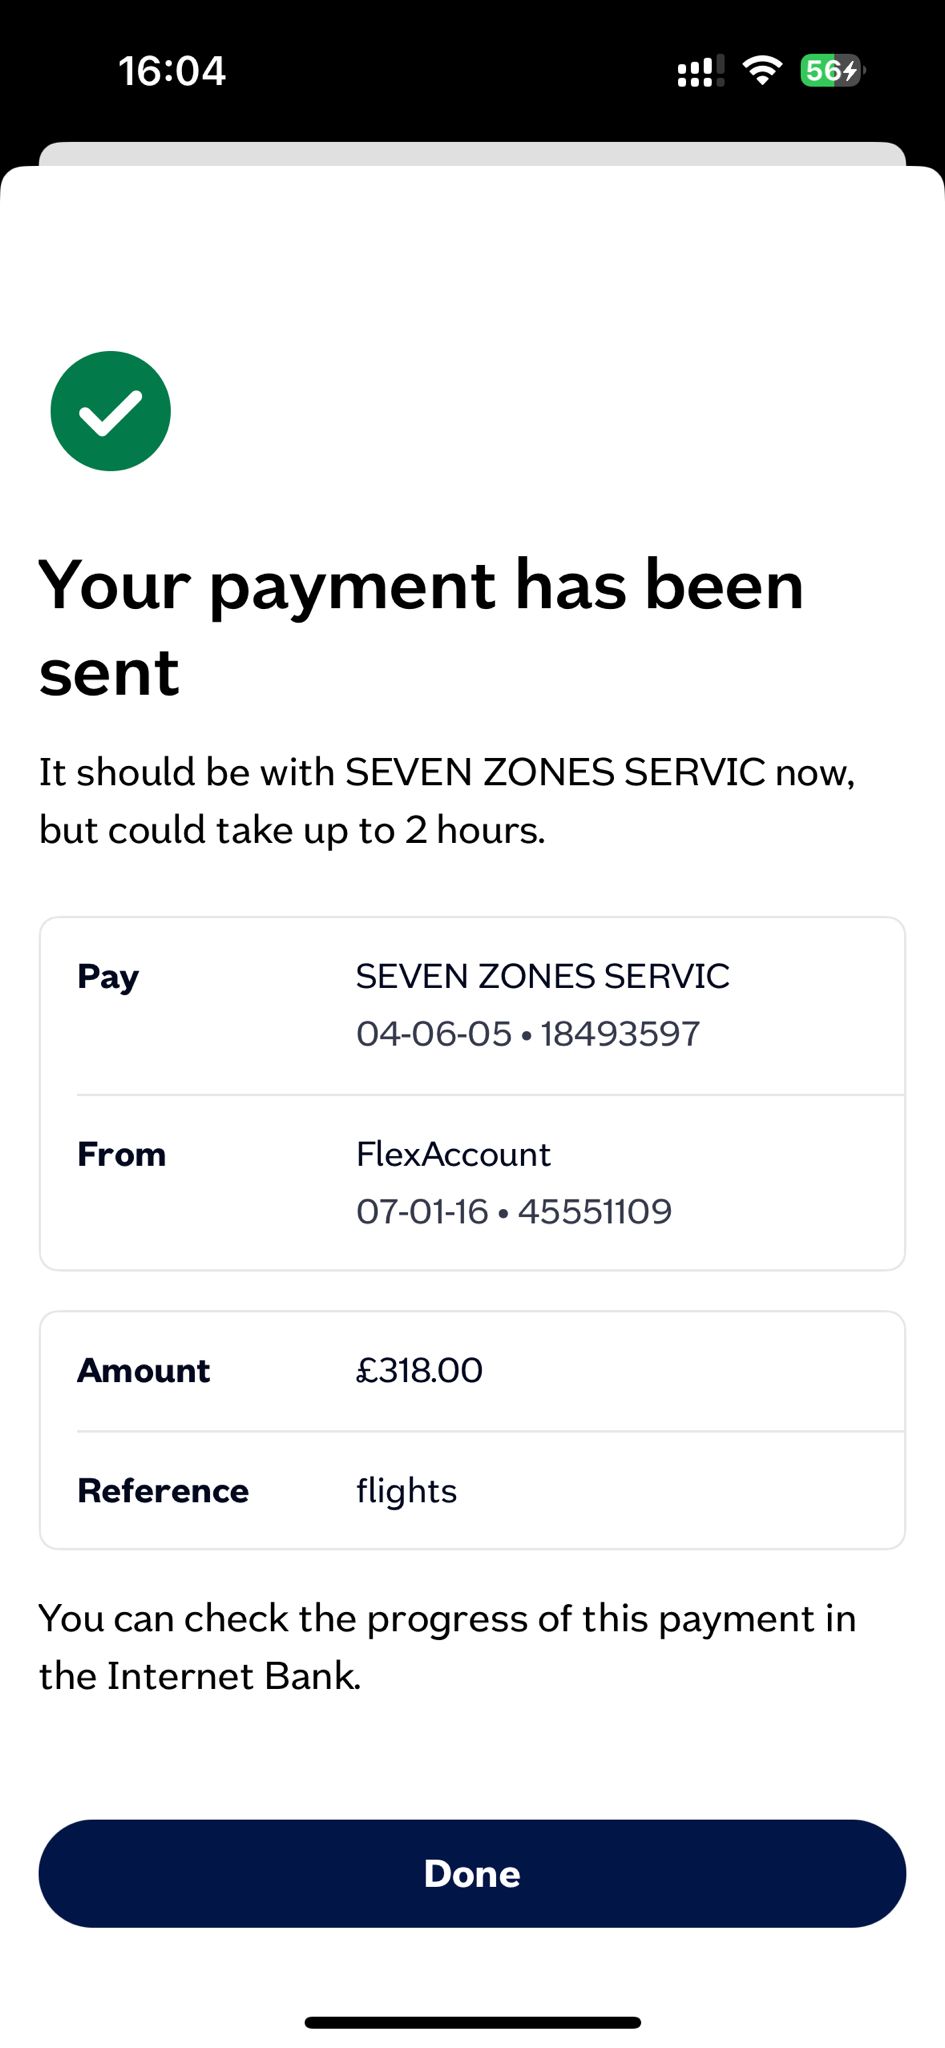 16:04
56
Your payment has been
sent
It should be with SEVEN ZONES SERVIC now,
but could take up to 2 hours.
Pay SEVEN ZONES SERVIC
04-06-05 • 18493597
From FlexAccount
07-01-16 • 45551109
Amount £318.00
Reference flights
You can check the progress of this payment in
the Internet Bank.
Done